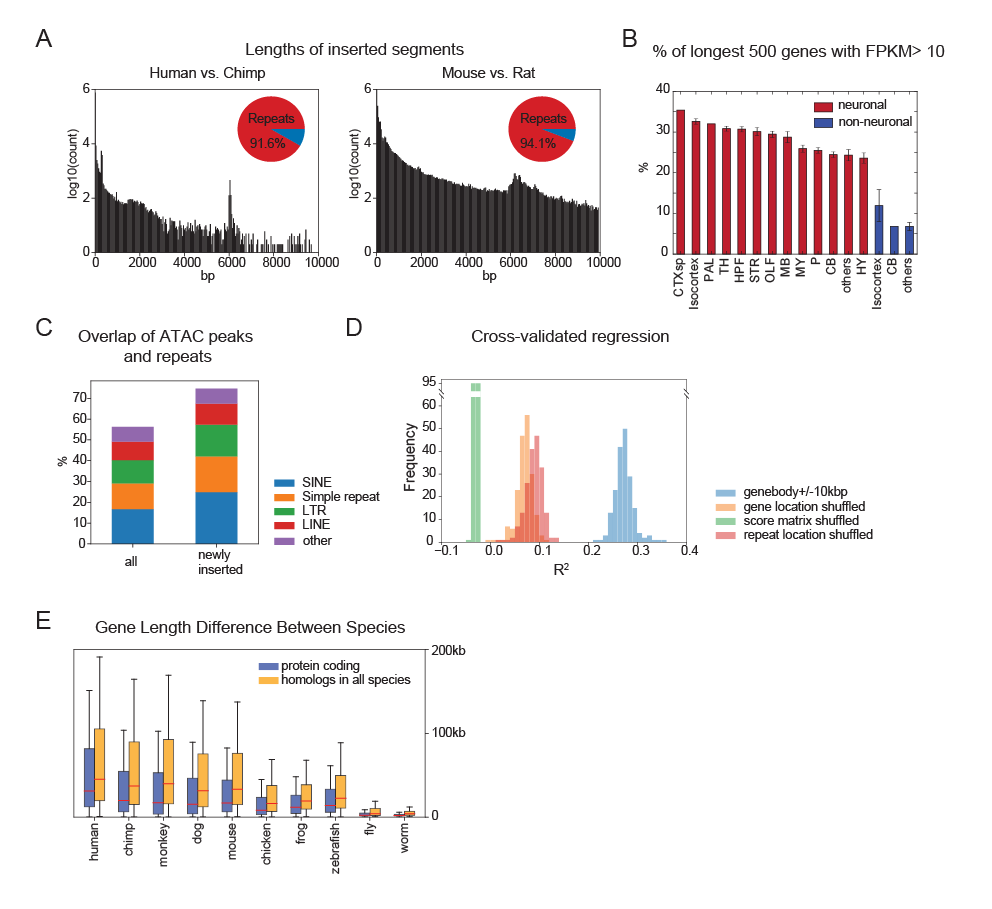 A
Lengths of inserted segments
Human vs. Chimp
Mouse vs. Rat
6
4
2
0
log10(count)
Repeats
91.6%
0
2000
4000
6000
8000
10000
bp
6
4
2
0
log10(count)
Repeats
94.1%
0
2000
4000
6000
8000
10000
bp
B
% of longest 500 genes with FPKM> 10
40
30
20
10
0
%
neuronal
non-neuronal
CTXsp
Isocortex
PAL
TH
HPF
STR
OLF
MB
MY
P
CB
others
HY
Isocortex
CB
others
C
Overlap of ATAC peaks
and repeats
70
60
50
40
30
20
10
0
%
all
newly
inserted
SINE
Simple repeat
LTR
LINE
other
D
Cross-validated regression
95
60
50
40
30
20
10
0
Frequency
−0.1
0.0
0.1
0.2
0.3
0.4
R²
genebody+/-10kbp
gene location shuffled
score matrix shuffled
repeat location shuffled
E
Gene Length Difference Between Species
protein coding
homologs in all species
200kb
100kb
0
human
chimp
monkey
dog
mouse
chicken
frog
zebrafish
fly
worm